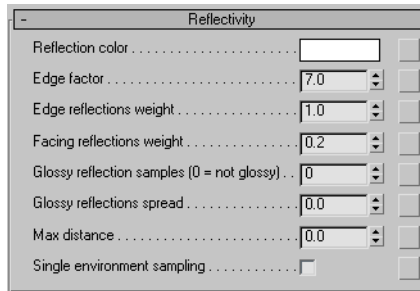 - Reflectivity
Reflection color . . . . . . . . . . . . . . . . . . . . . .
Edge factor . . . . . . . . . . . . . . . . . . . . . . . . . . 7.0
Edge reflections weight . . . . . . . . . . . . . . . . . 1.0
Facing reflections weight . . . . . . . . . . . . . . . 0.2
Glossy reflection samples (0 = not glossy) . . 0
Glossy reflections spread . . . . . . . . . . . . . . . 0.0
Max distance . . . . . . . . . . . . . . . . . . . . . . . . 0.0
Single environment sampling . . . . . . . . . . . .